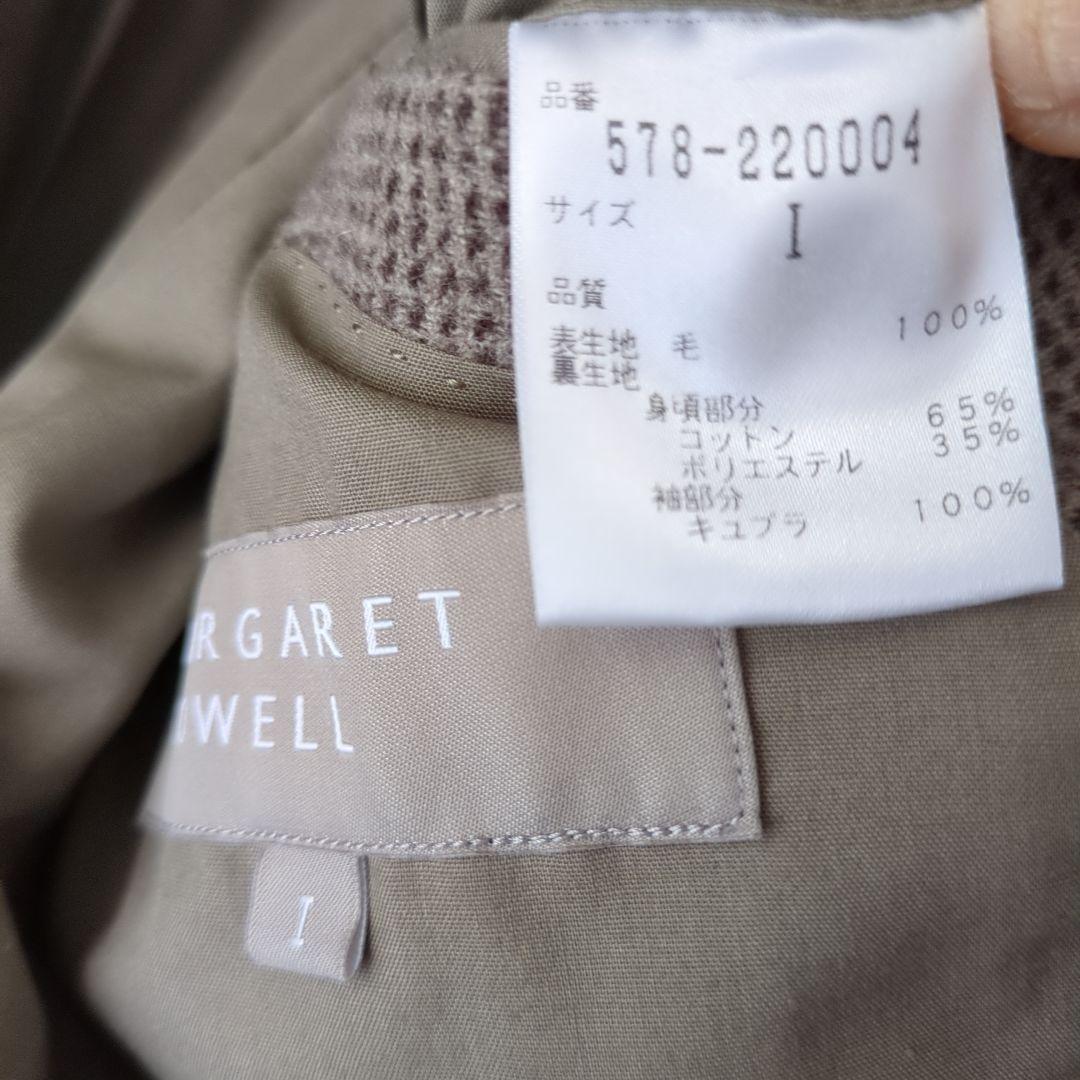 品番
578-220004
サイズ I
品質
表生地 毛 100%
裏生地
身頃部分
コットン 65%
ポリエステル 35%
袖部分
キュプラ 100%
RGARET
WELL
I